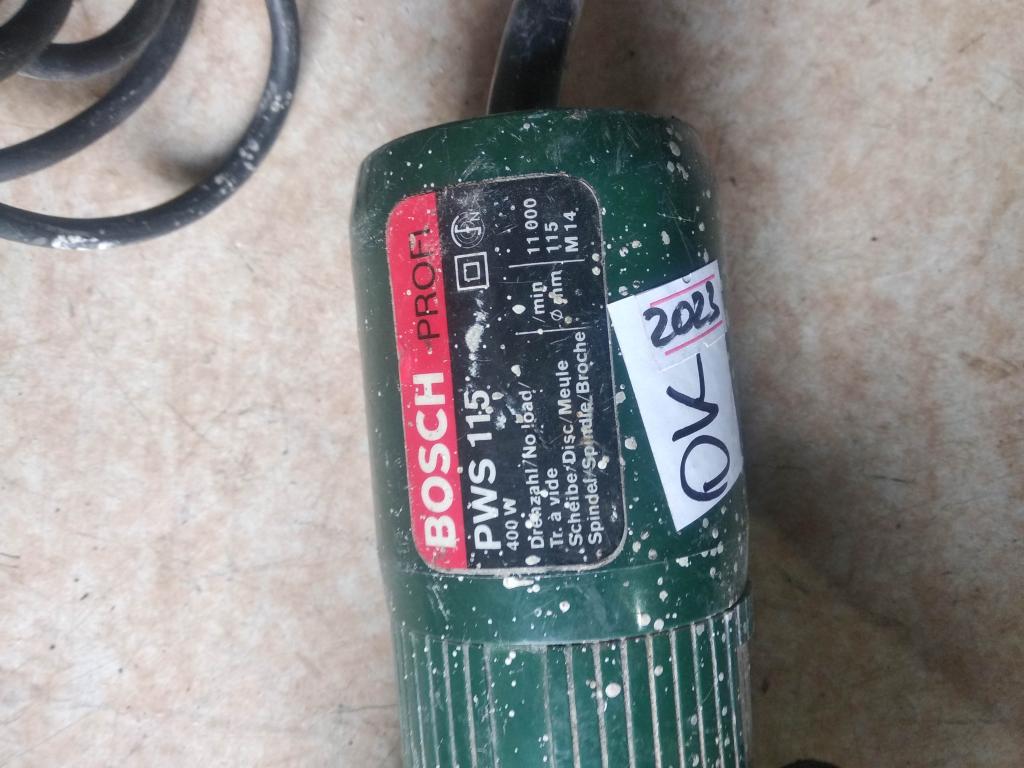 BOSCH PROFI
PWS 115
400 W
Drehzahl/No load/
Tr. à vide /min 11 000
Scheibe/Disc/Meule ø mm 115
Spindel/Spindle/Broche M 14
OK-
2023